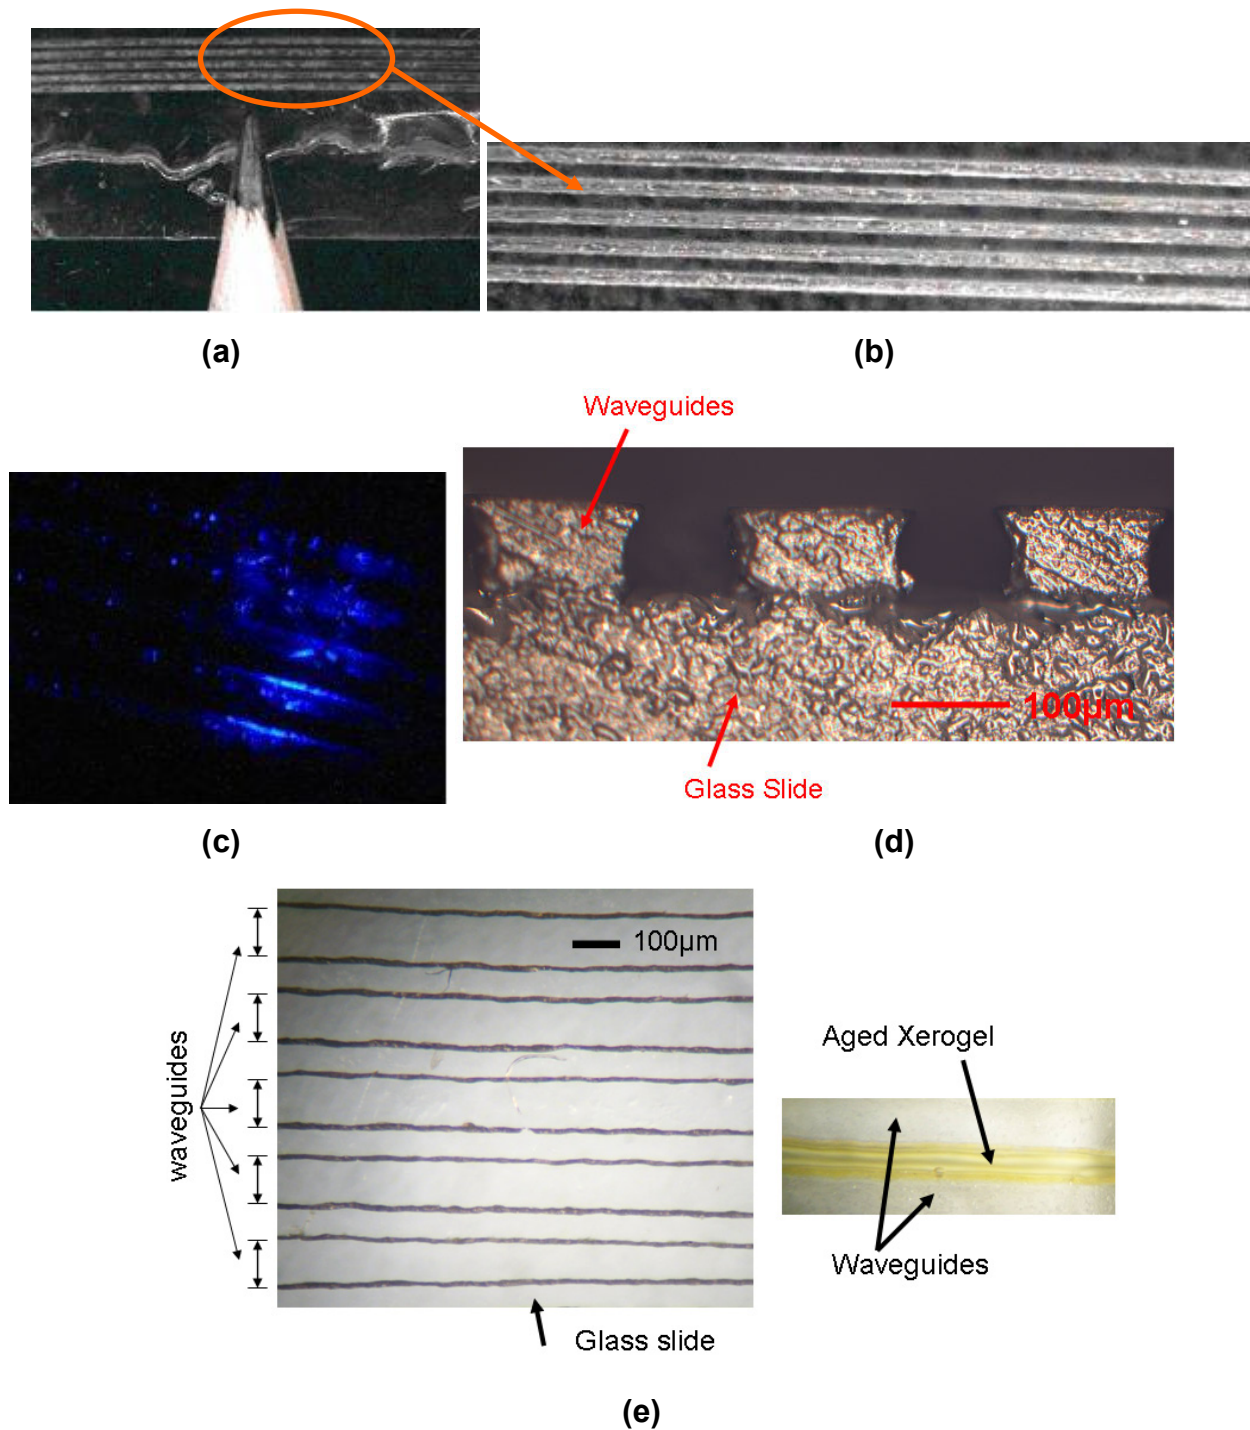 (a)
(b)
Waveguides
100µm
Glass Slide
(c)
(d)
100µm
waveguides
Aged Xerogel
Waveguides
Glass slide
(e)